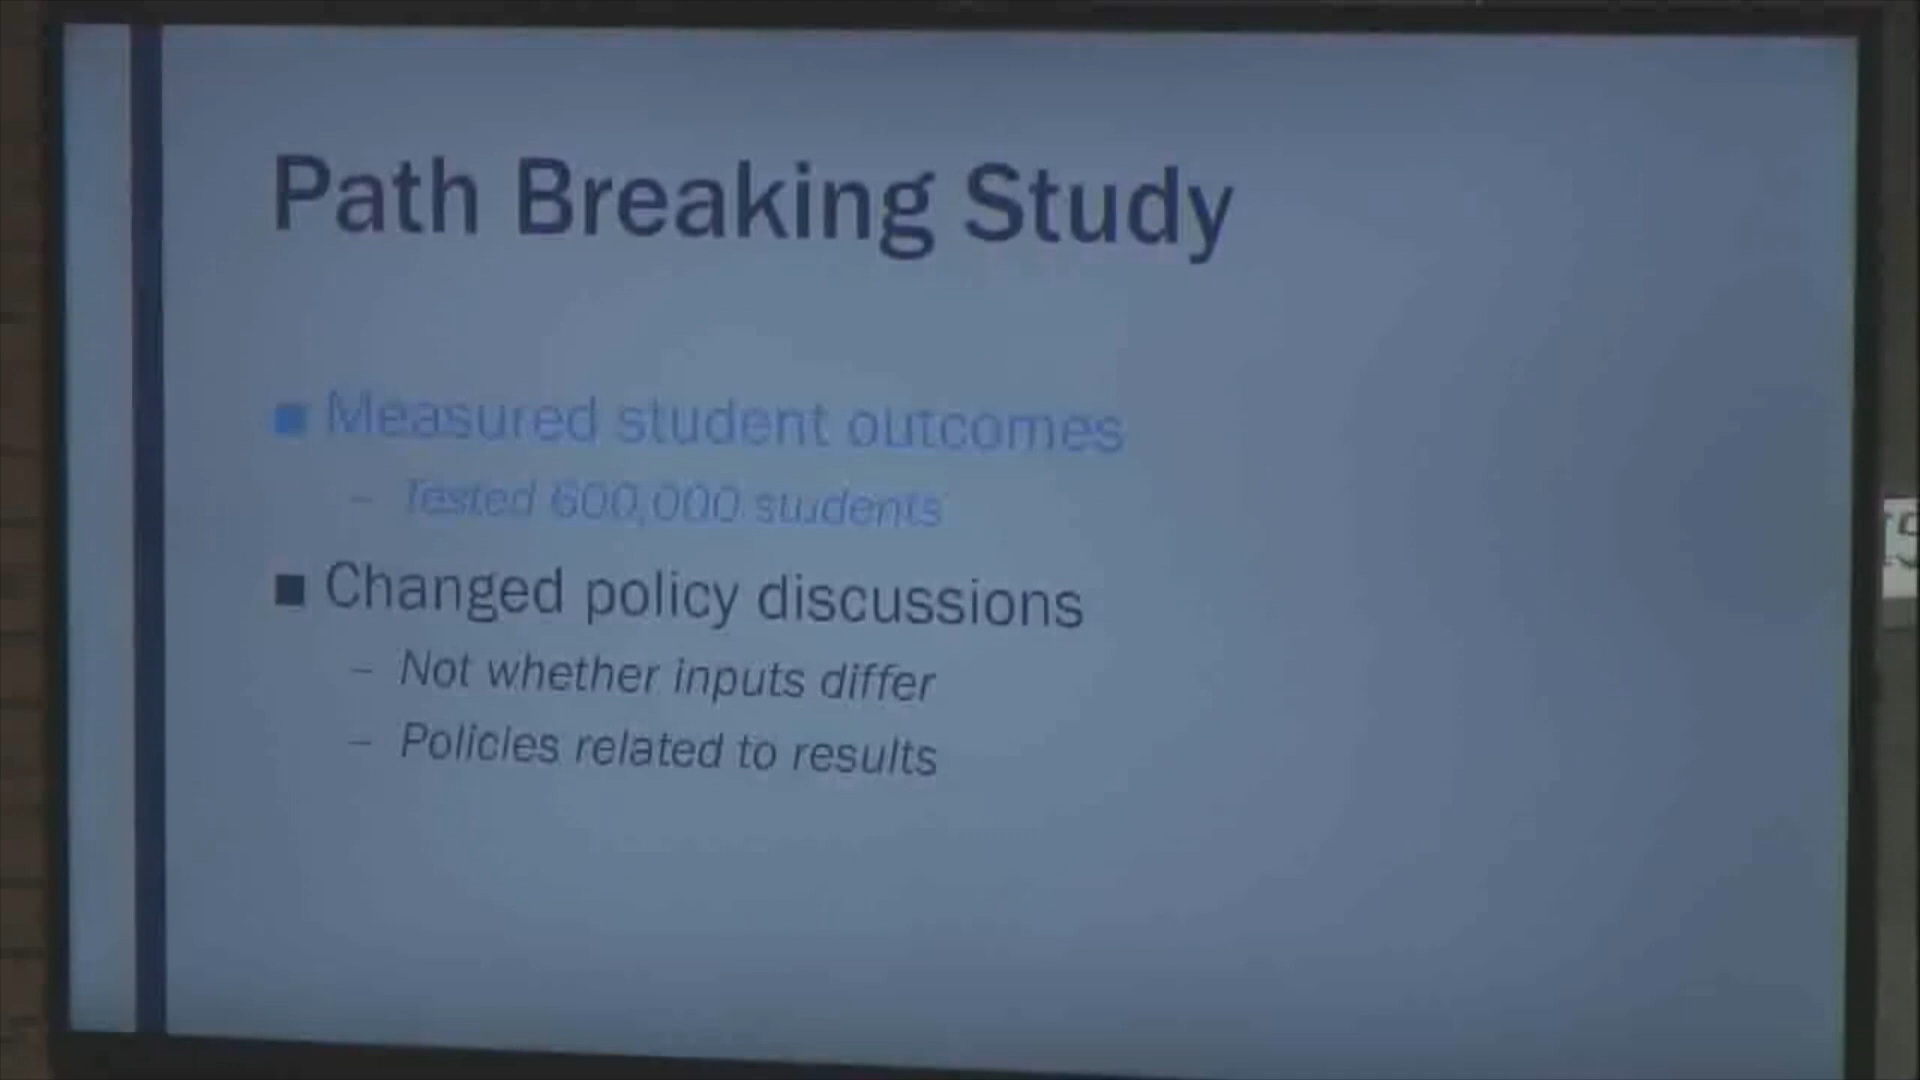 Path Breaking Study
■ Measured student outcomes
– Tested 600,000 students
■ Changed policy discussions
– Not whether inputs differ
– Policies related to results